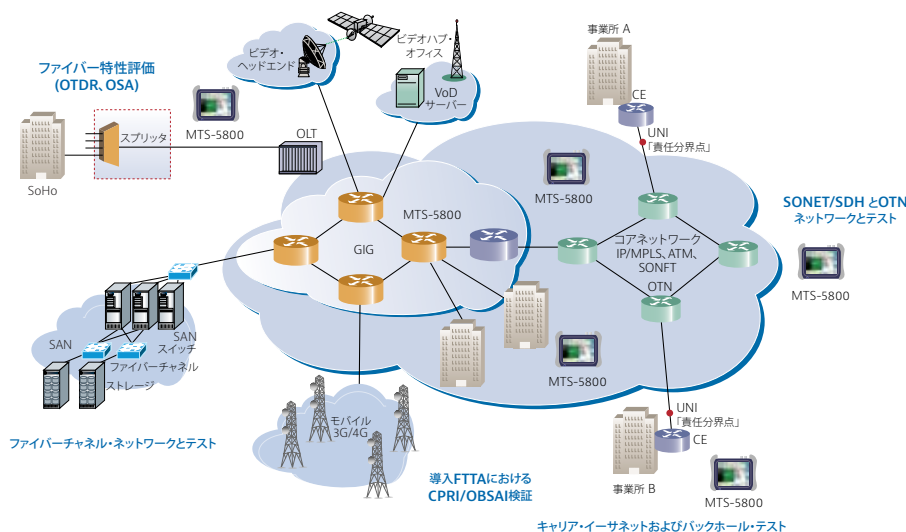 ファイバー特性評価
(OTDR、OSA)
MTS-5800
スプリッタ
SoHo
OLT
ビデオ・
ヘッドエンド
ビデオハブ・
オフィス
VoD
サーバー
事業所 A
CE
UNI
「責任分界点」
MTS-5800
SONET/SDH とOTN
ネットワークとテスト
MTS-5800
MTS-5800
GIG
コアネットワーク
IP/MPLS、ATM、
SONFT
OTN
SAN
SAN
スイッチ
ファイバーチャネル
ストレージ
ファイバーチャネル・ネットワークとテスト
モバイル
3G/4G
MTS-5800
導入FTTAにおける
CPRI/OBSAI検証
UNI
「責任分界点」
CE
事業所 B
MTS-5800
キャリア・イーサネットおよびバックホール・テスト